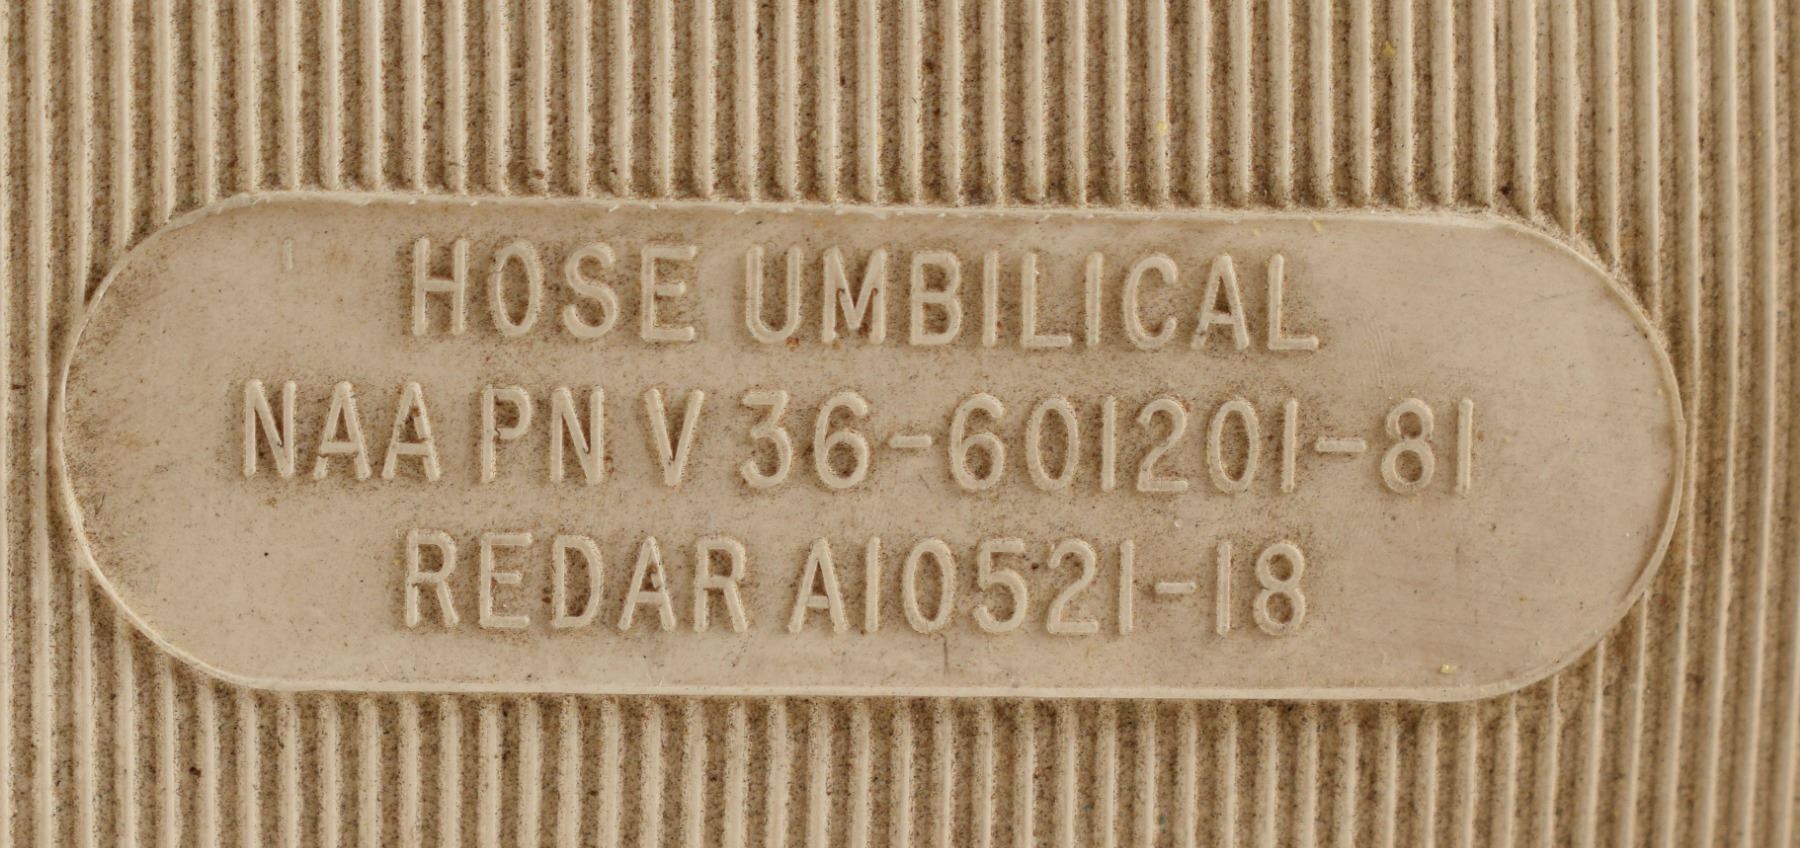 HOSE UMBILICAL
NAA PN V 36-601201-81
REDAR A10521-18